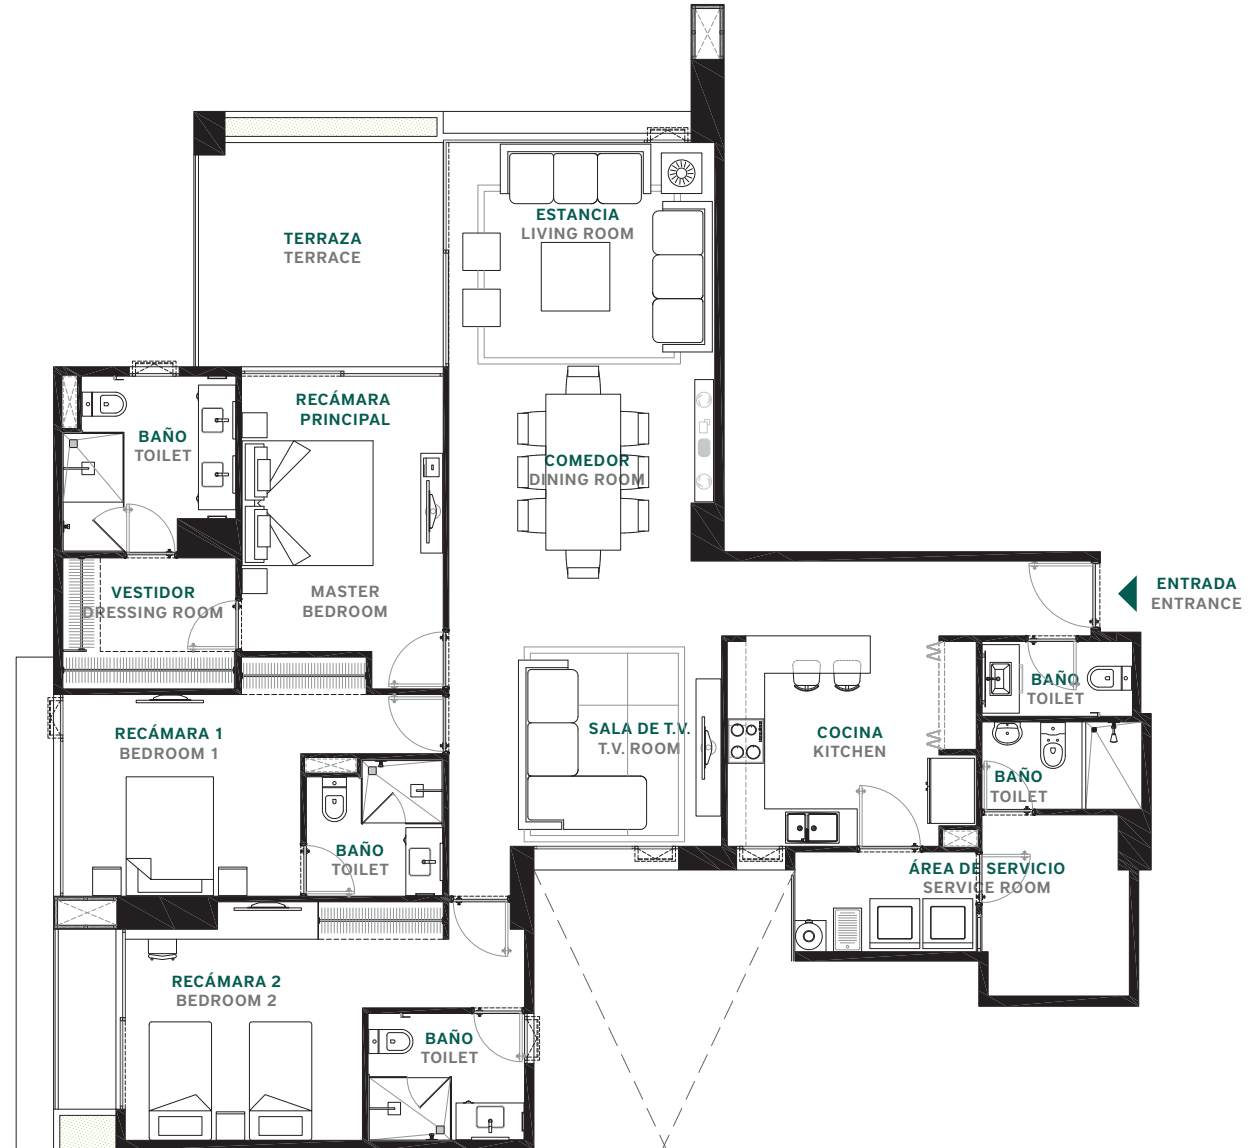 ESTANCIA
LIVING ROOM
TERRAZA
TERRACE
RECÁMARA
PRINCIPAL
MASTER
BEDROOM
BAÑO
TOILET
COMEDOR
DINING ROOM
VESTIDOR
DRESSING ROOM
ENTRADA
ENTRANCE
BAÑO
TOILET
RECÁMARA 1
BEDROOM 1
SALA DE T.V.
T.V. ROOM
COCINA
KITCHEN
BAÑO
TOILET
BAÑO
TOILET
ÁREA DE SERVICIO
SERVICE ROOM
RECÁMARA 2
BEDROOM 2
BAÑO
TOILET